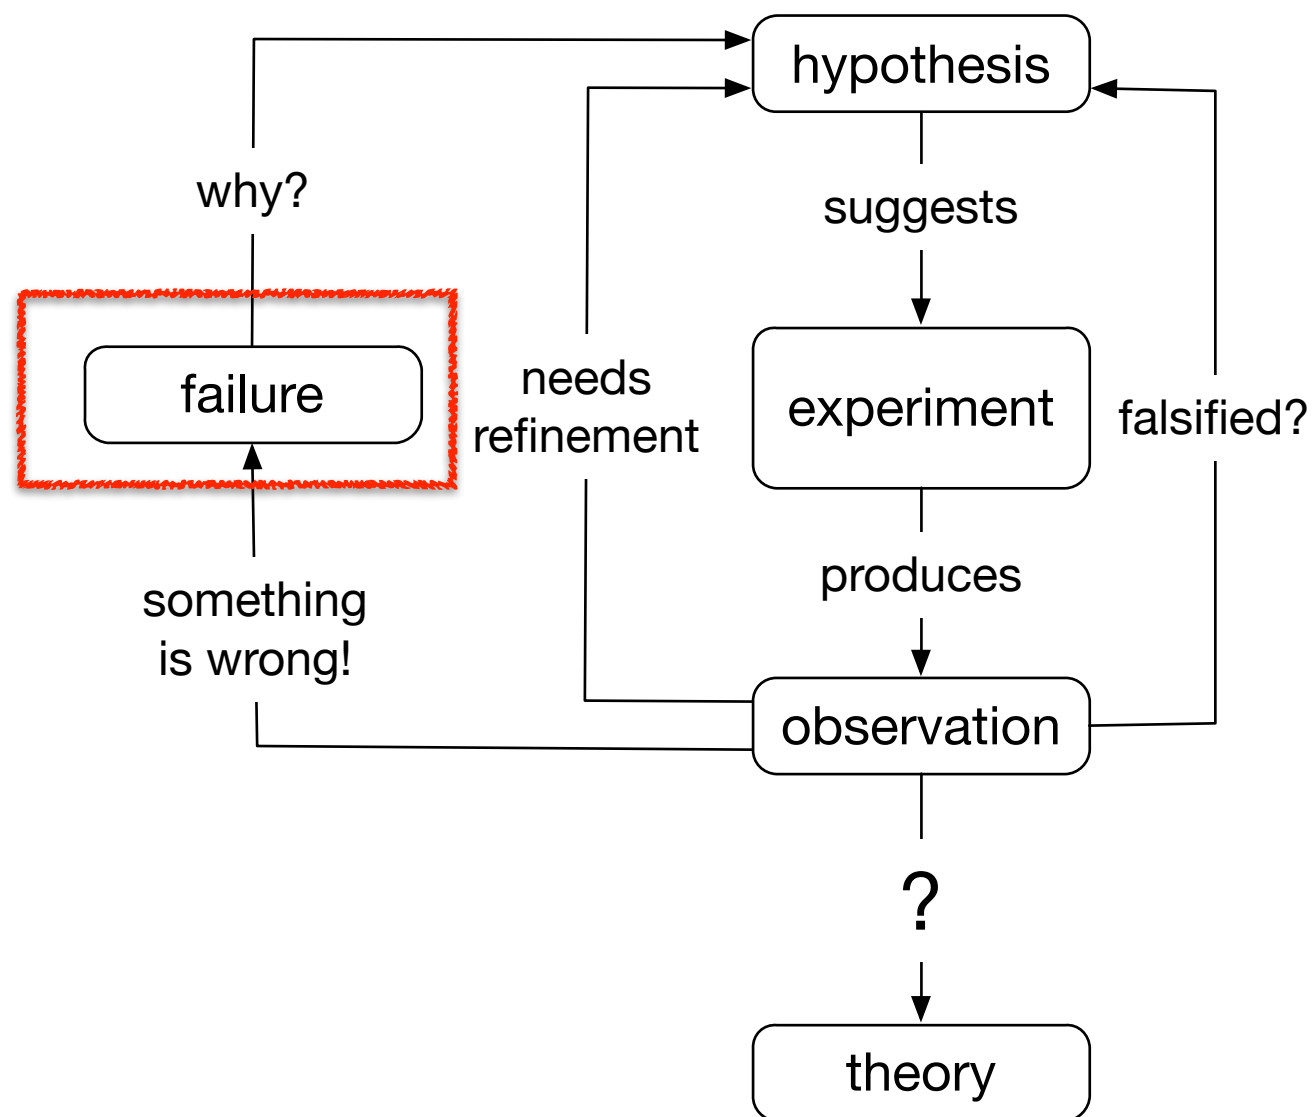 hypothesis
why?
suggests
failure
needs
refinement
experiment
falsified?
something
is wrong!
produces
observation
?
theory